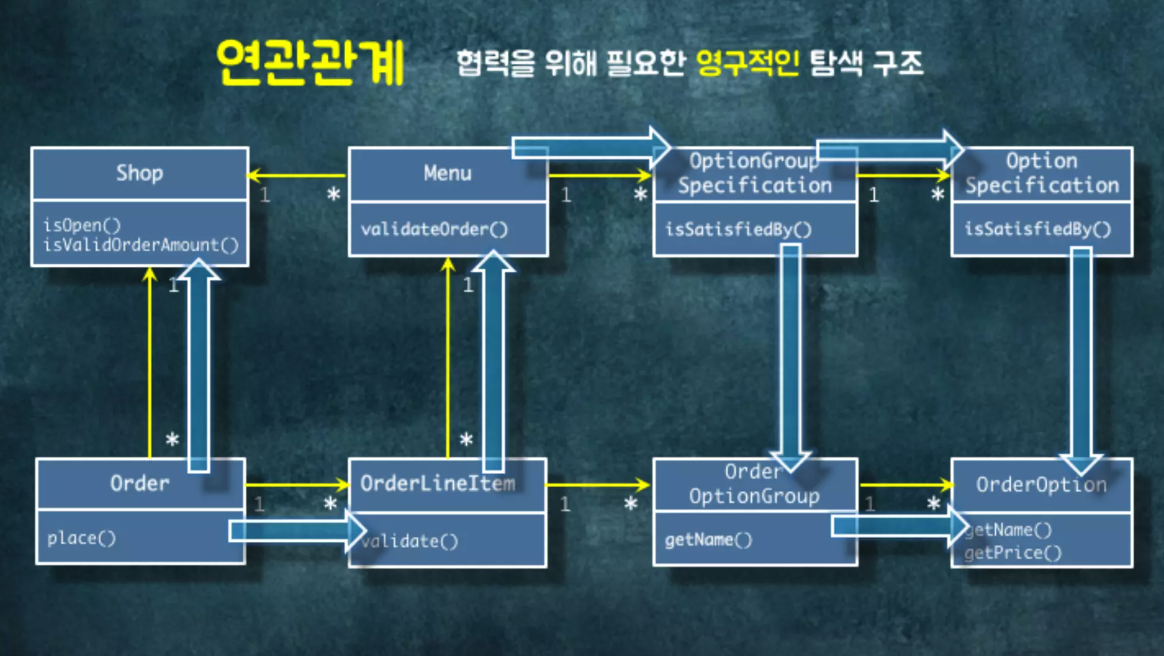 연관관계 협력을 위해 필요한 영구적인 탐색 구조
Shop
isOpen()
isValidOrderAmount()
Menu
validateOrder()
OptionGroup
Specification
isSatisfiedBy()
Option
Specification
isSatisfiedBy()
1 *
1 *
1 *
1
*
1
*
Order
place()
OrderLineItem
validate()
Order
OptionGroup
getName()
OrderOption
getName()
getPrice()
1 *
1 *
1 *